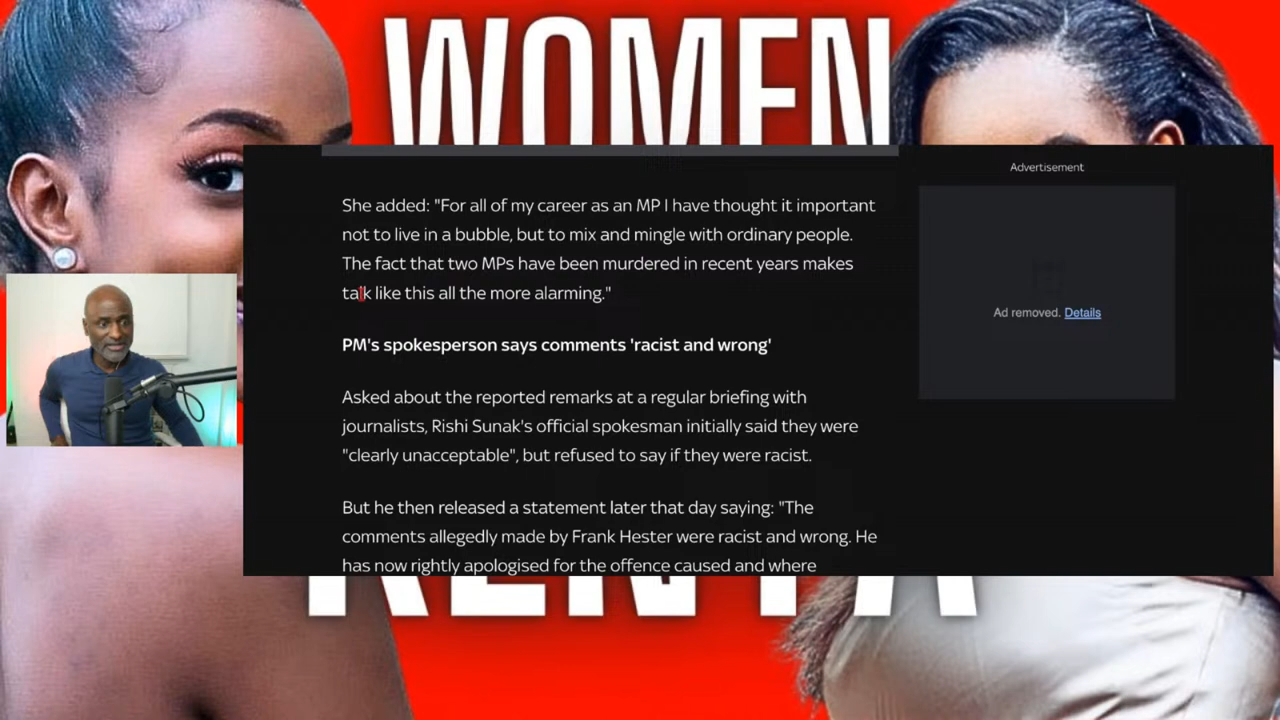 WOMEN
Advertisement
She added: "For all of my career as an MP I have thought it important
not to live in a bubble, but to mix and mingle with ordinary people.
The fact that two MPs have been murdered in recent years makes
talk like this all the more alarming."
Ad removed. Details
PM's spokesperson says comments 'racist and wrong'
Asked about the reported remarks at a regular briefing with
journalists, Rishi Sunak's official spokesman initially said they were
"clearly unacceptable", but refused to say if they were racist.
But he then released a statement later that day saying: "The
comments allegedly made by Frank Hester were racist and wrong. He
has now rightly apologised for the offence caused and where